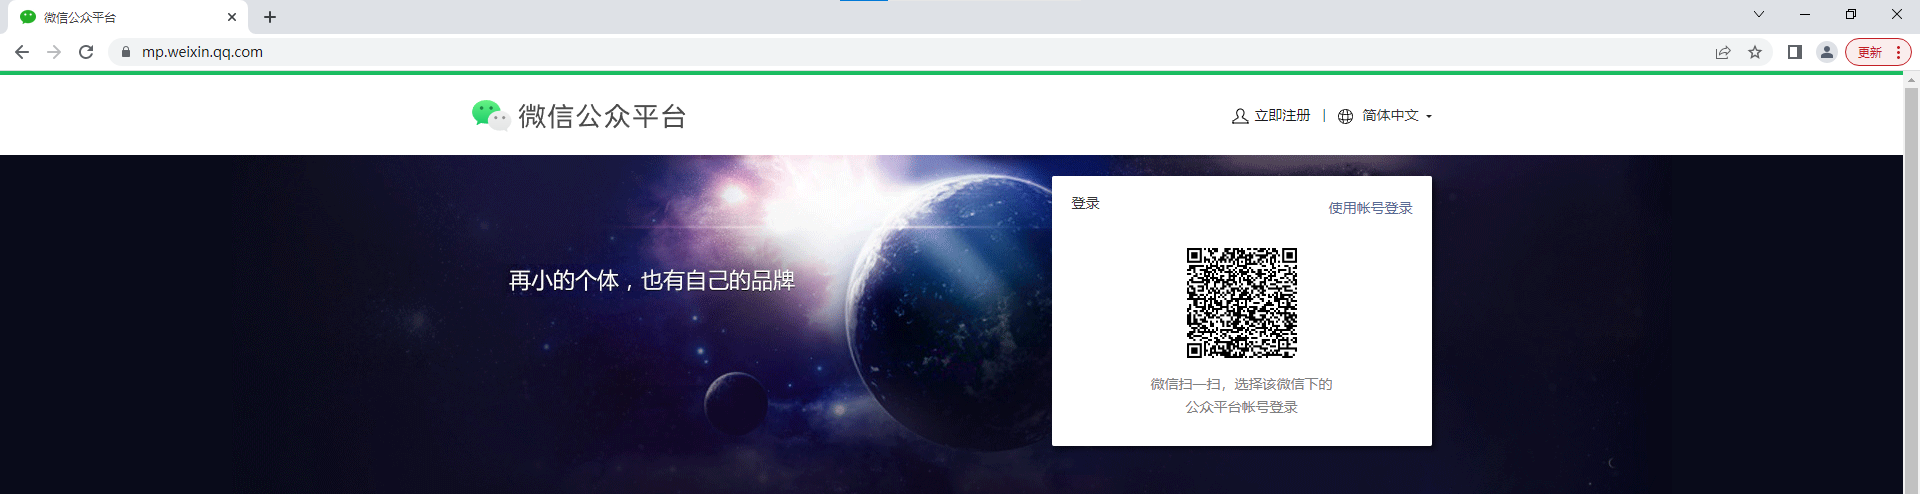 微信公众平台
mp.weixin.qq.com
更新
微信公众平台
立即注册 | 简体中文
登录
使用帐号登录
再小的个体，也有自己的品牌
微信扫一扫，选择该微信下的
公众平台帐号登录